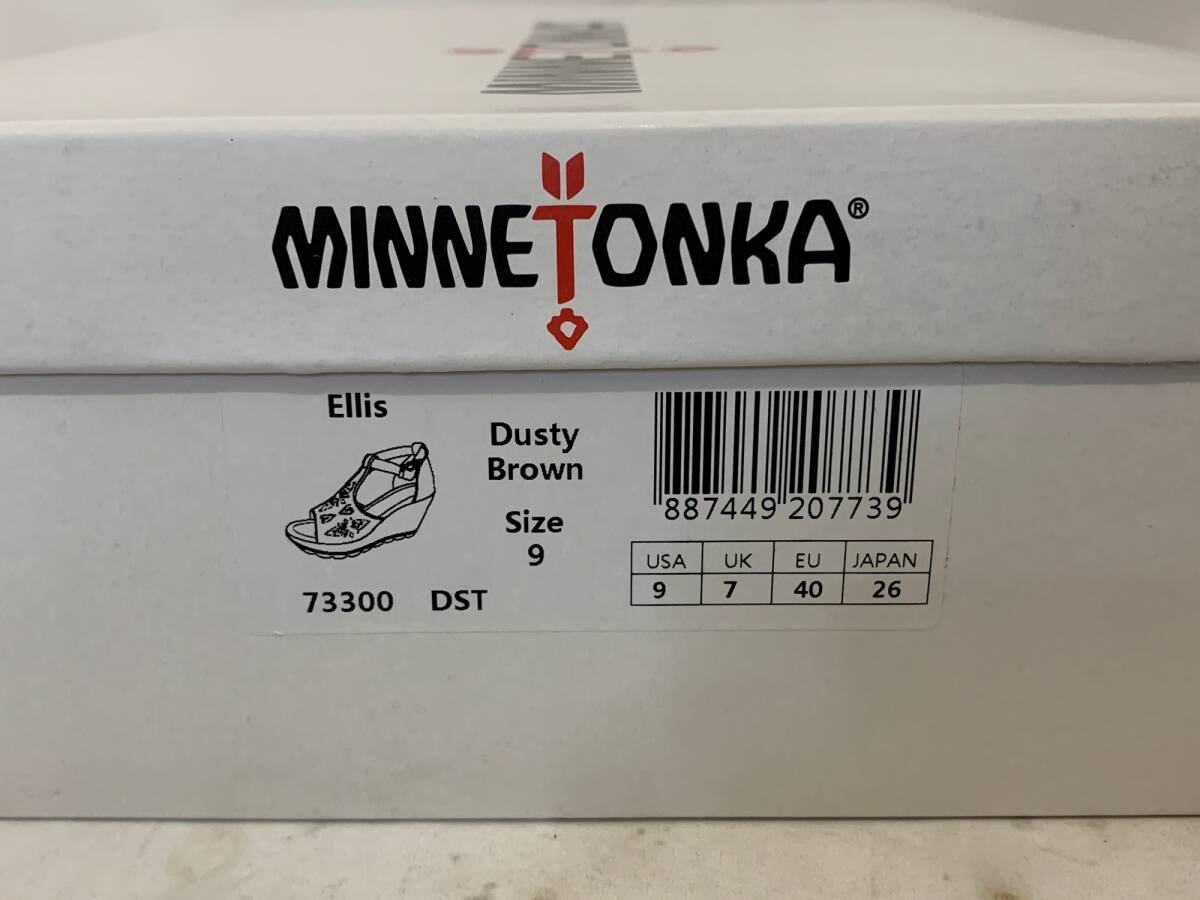 MINNETONKA®
Ellis
Dusty
Brown
Size
9
73300 DST
887449 207739
USA UK EU JAPAN
9 7 40 26